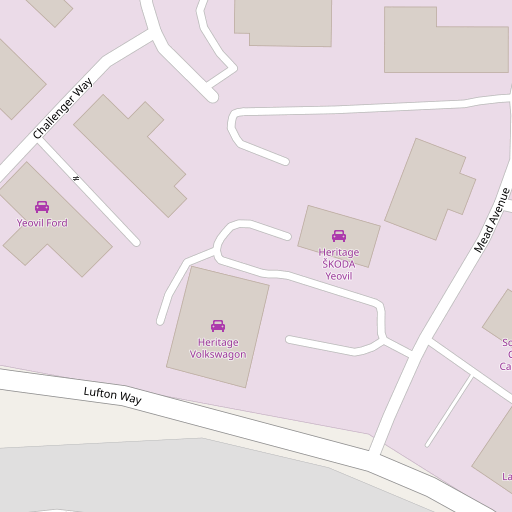 Challenger Way
Yeovil Ford
Mead Avenue
Heritage
ŠKODA
Yeovil
Heritage
Volkswagon
Lufton Way